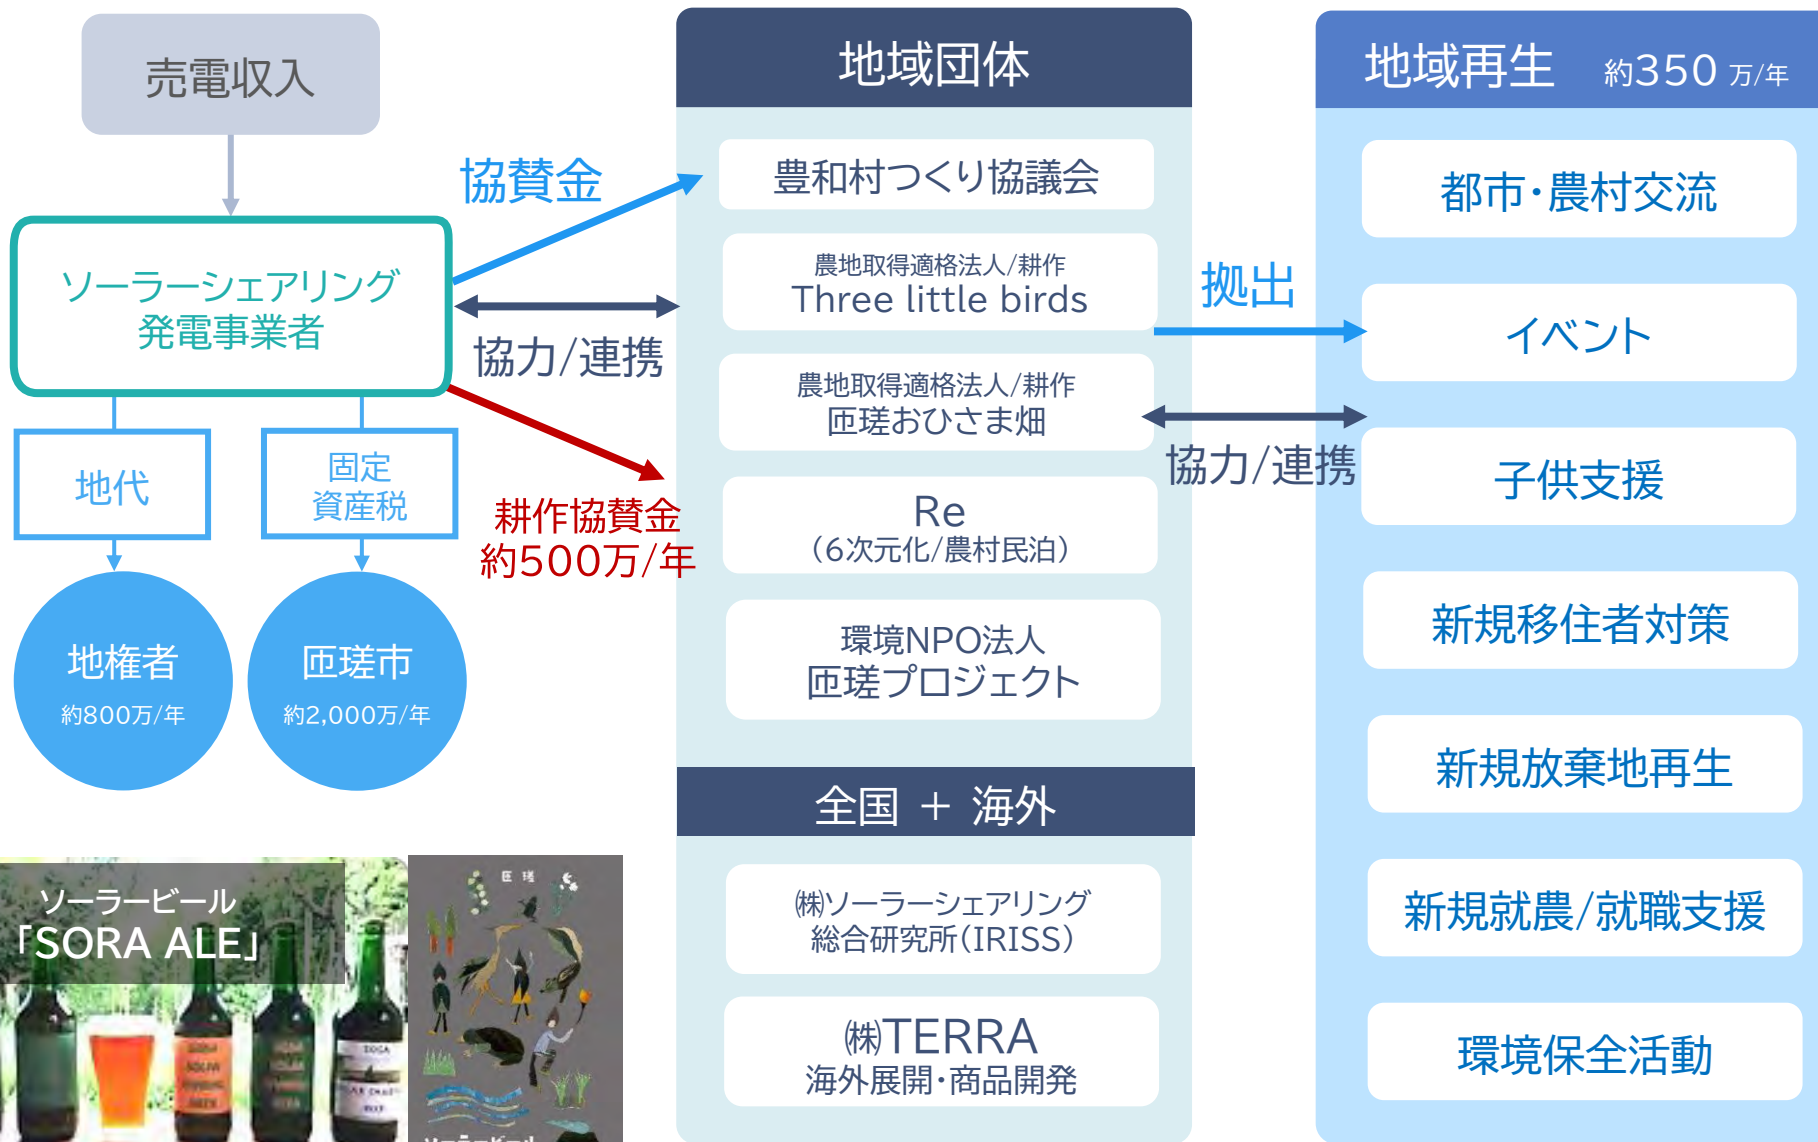 売電収入
ソーラーシェアリング
発電事業者
地代
固定
資産税
地権者
約800万/年
匝瑳市
約2,000万/年
協賛金
協力/連携
耕作協賛金
約500万/年
地域団体
豊和村つくり協議会
農地取得適格法人/耕作
Three little birds
農地取得適格法人/耕作
匝瑳おひさま畑
Re
(6次元化/農村民泊)
環境NPO法人
匝瑳プロジェクト
全国 + 海外
㈱ソーラーシェアリング
総合研究所(IRISS)
㈱TERRA
海外展開・商品開発
拠出
協力/連携
地域再生 約350 万/年
都市・農村交流
イベント
子供支援
新規移住者対策
新規放棄地再生
新規就農/就職支援
環境保全活動
ソーラービール
「SORA ALE」
匝瑳
ソーラービール